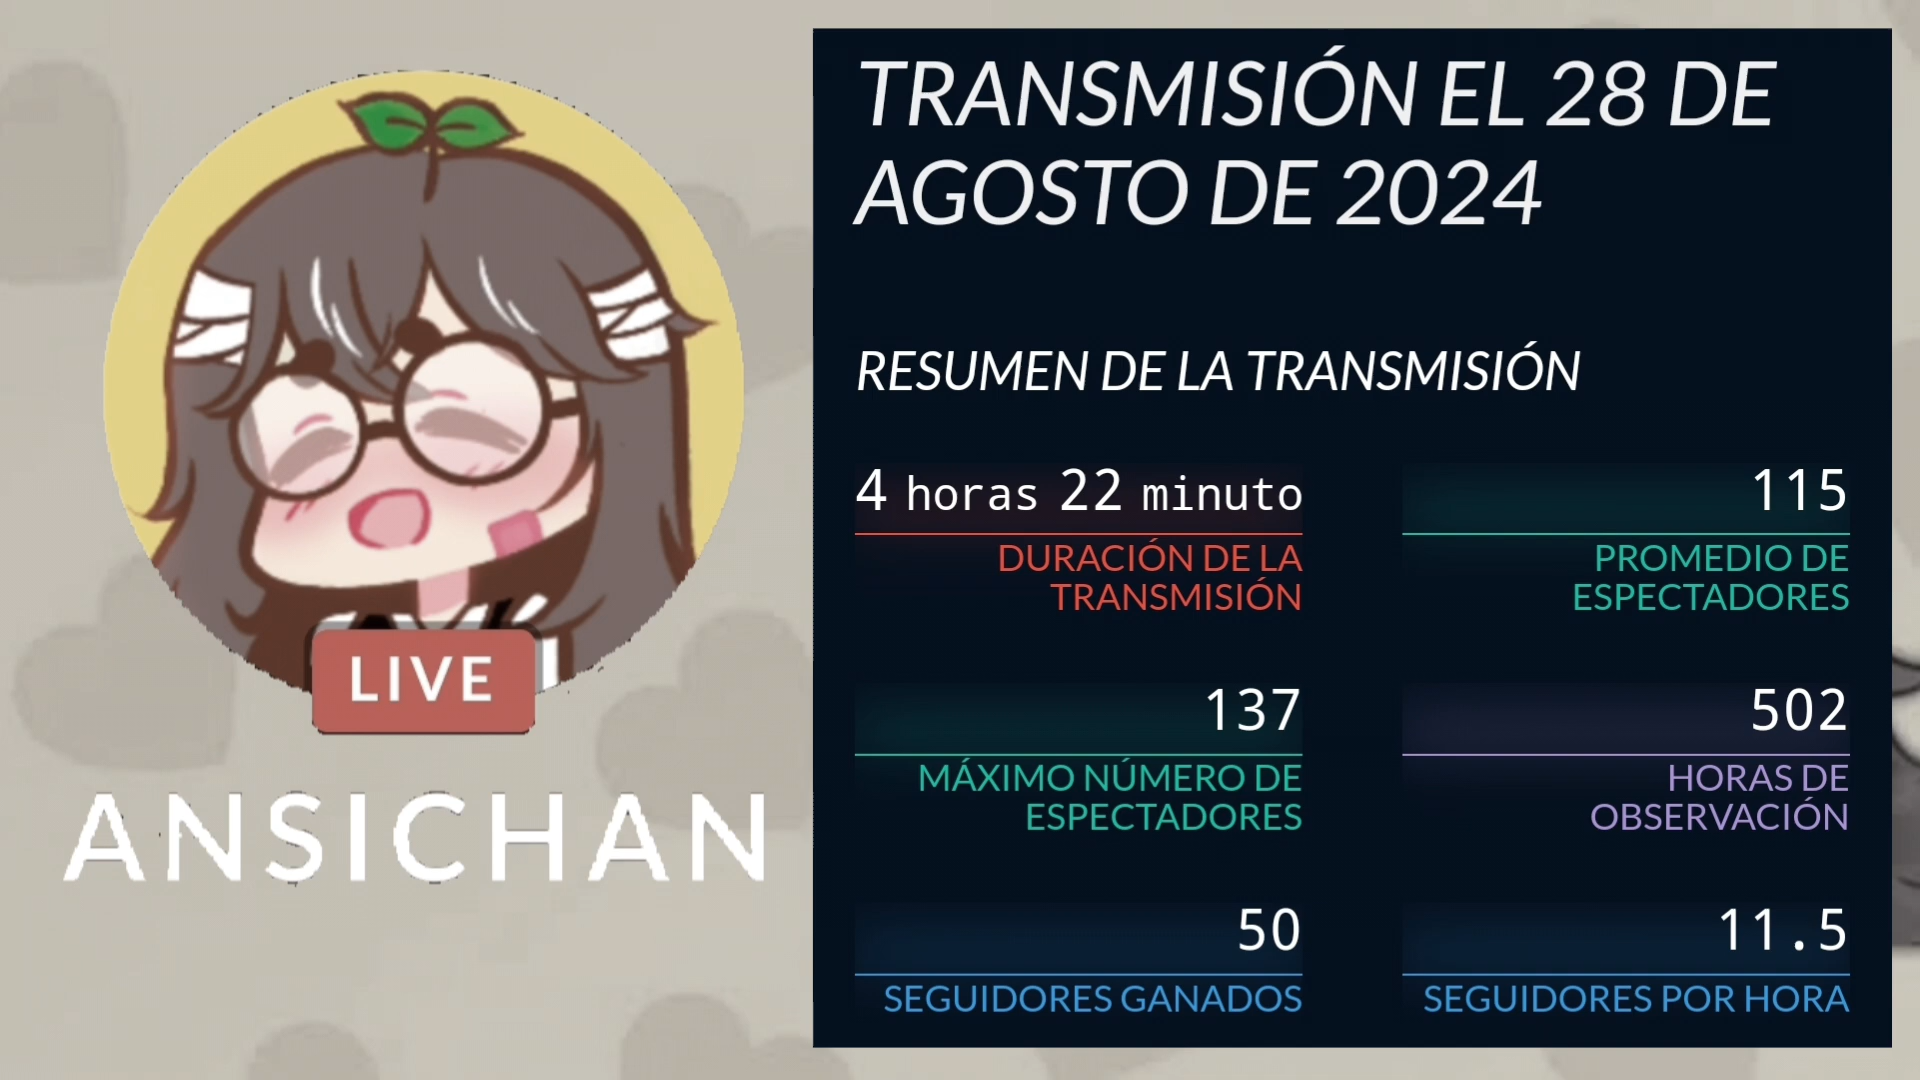 TRANSMISIÓN EL 28 DE
AGOSTO DE 2024
RESUMEN DE LA TRANSMISIÓN
4 horas 22 minuto
DURACIÓN DE LA
TRANSMISIÓN
115
PROMEDIO DE
ESPECTADORES
137
MÁXIMO NÚMERO DE
ESPECTADORES
502
HORAS DE
OBSERVACIÓN
50
SEGUIDORES GANADOS
11.5
SEGUIDORES POR HORA
LIVE
ANSICHAN